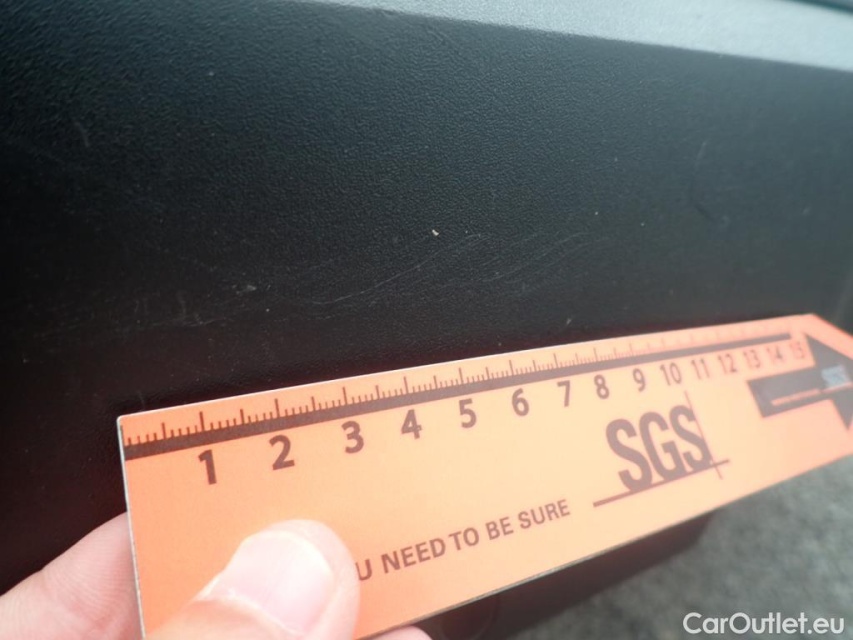 1 2 3 4 5 6 7 8 9 10 11 12 13 14 15
SGS
U NEED TO BE SURE
CarOutlet.eu